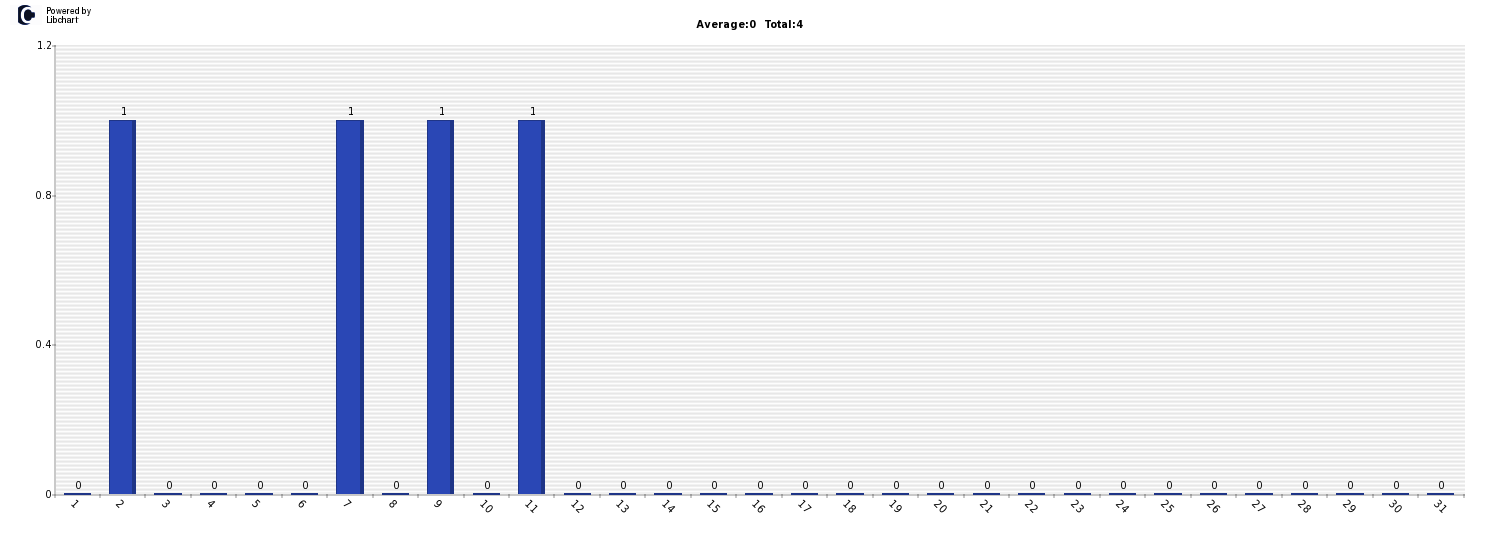 Powered by
Libchart
Average:0 Total:4
1.2
0.8
0.4
0
0 1 0 0 0 0 1 0 1 0 1 0 0 0 0 0 0 0 0 0 0 0 0 0 0 0 0 0 0 0 0
1 2 3 4 5 6 7 8 9 10 11 12 13 14 15 16 17 18 19 20 21 22 23 24 25 26 27 28 29 30 31